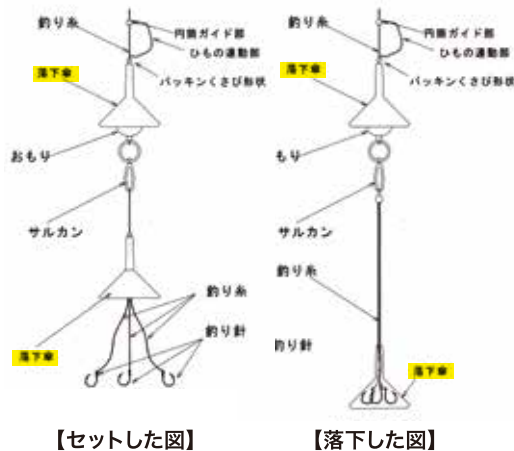 釣り糸
円筒ガイド部
ひもの連動部
落下傘
パッキンくさび形状
おもり
サルカン
釣り糸
釣り針
落下傘
【セットした図】
釣り糸
円筒ガイド部
ひもの連動部
落下傘
パッキンくさび形状
もり
サルカン
釣り糸
釣り針
落下傘
【落下した図】